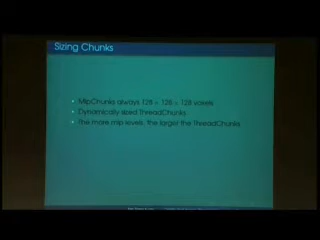 Sizing Chunks
MipChunks always 128 × 128 × 128 voxels
Dynamically sized ThreadChunks
The more mip levels, the larger the ThreadChunks